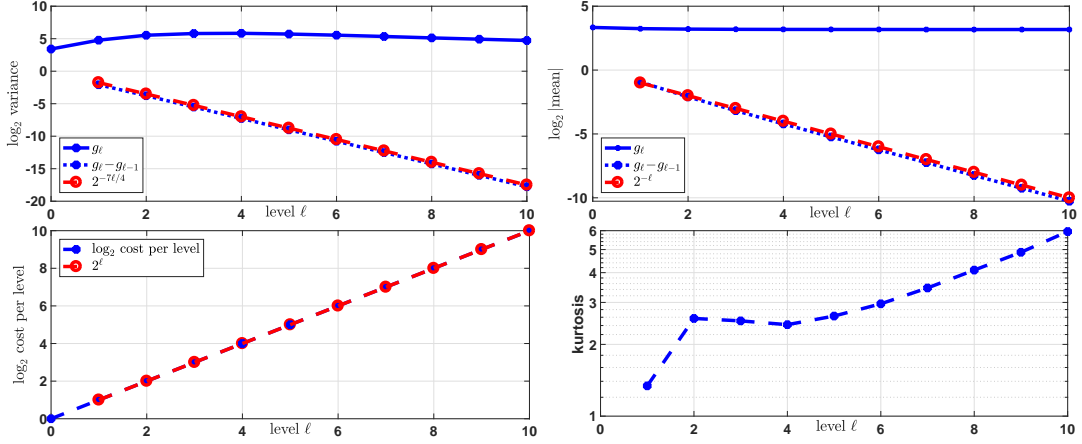 10
5
0
-5
-10
-15
-20
log₂ variance
g_ℓ
g_ℓ − g_ℓ−1
2^{-7ℓ/4}
0 2 4 6 8 10
level ℓ
5
0
-5
-10
log₂ |mean|
g_ℓ
g_ℓ − g_ℓ−1
2^{-ℓ}
0 2 4 6 8 10
level ℓ
10
8
6
4
2
0
log₂ cost per level
log₂ cost per level
2^ℓ
0 2 4 6 8 10
level ℓ
6
5
4
3
2
1
kurtosis
0 2 4 6 8 10
level ℓ